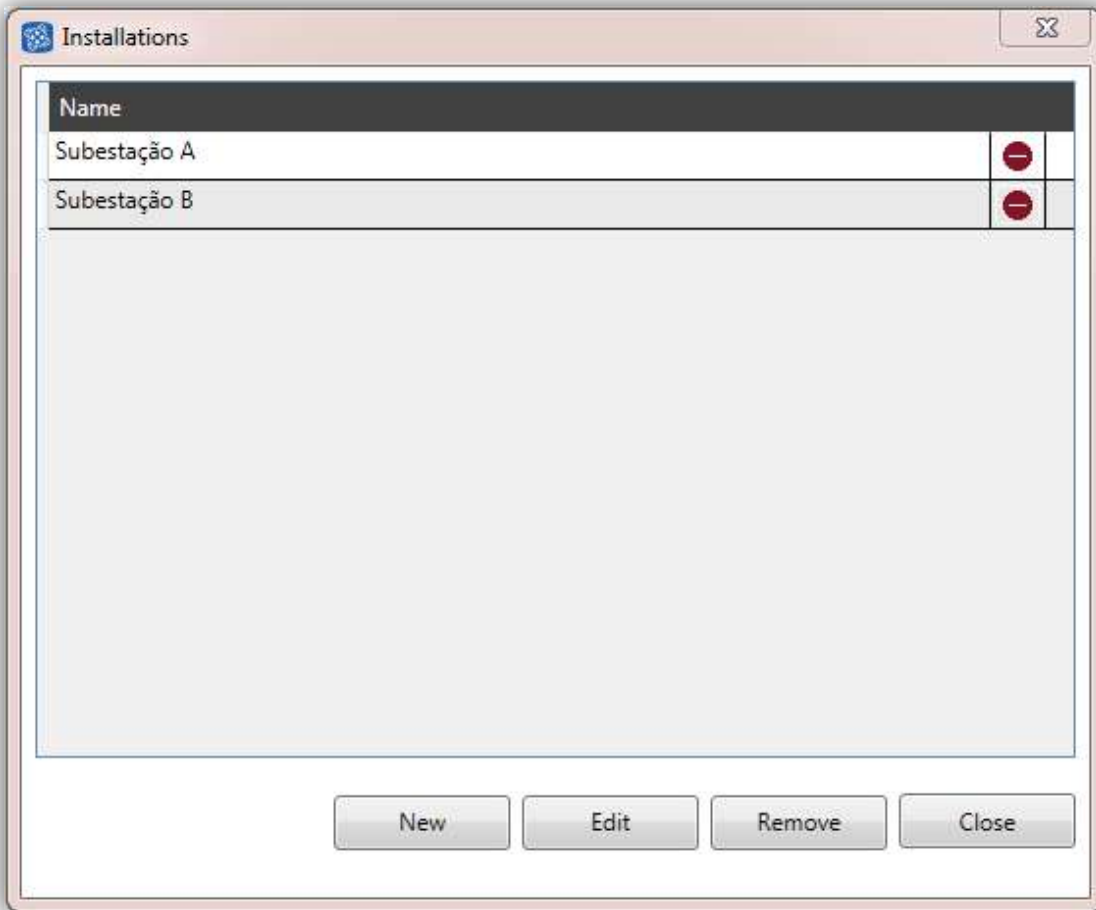 Installations
Name
Subestação A
Subestação B
New Edit Remove Close